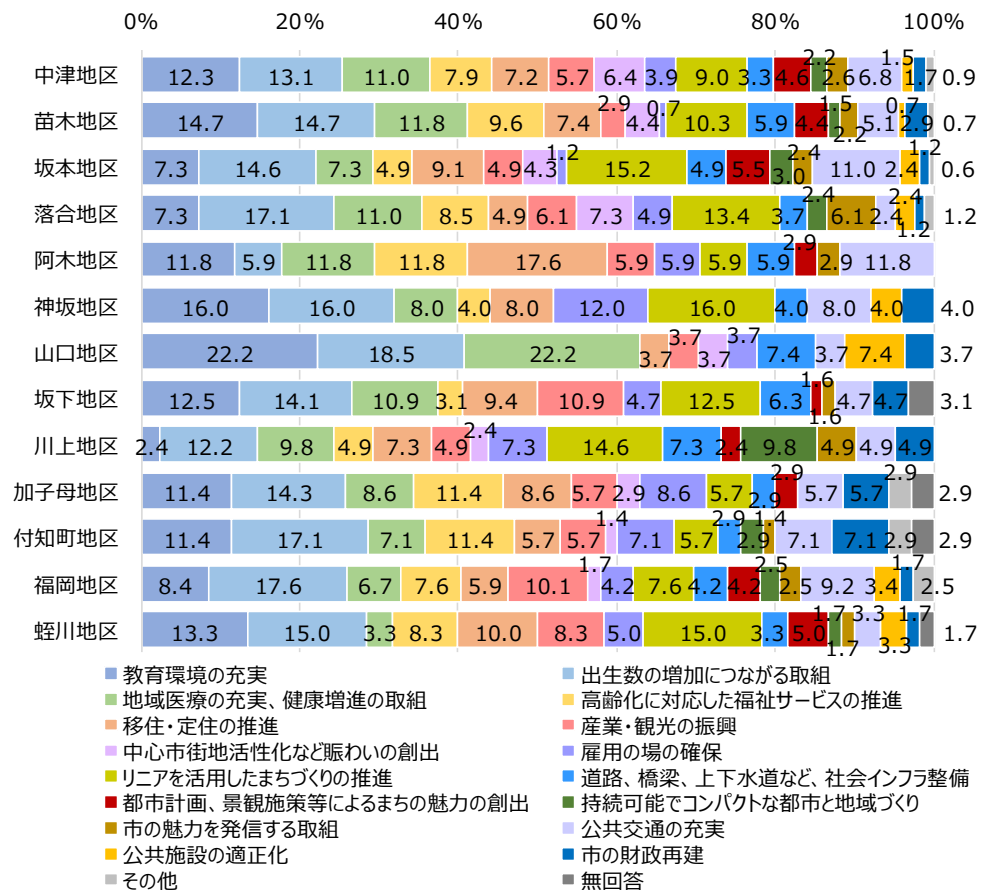 0% 20% 40% 60% 80% 100%
中津地区 12.3 13.1 11.0 7.9 7.2 5.7 6.4 3.9 9.0 3.3 4.6 2.2 2.6 6.8 1.5 1.7 0.9
苗木地区 14.7 14.7 11.8 9.6 7.4 2.9 4.4 0.7 10.3 5.9 4.4 1.5 2.2 5.1 0.7 2.9 0.7
坂本地区 7.3 14.6 7.3 4.9 9.1 4.9 4.3 1.2 15.2 4.9 5.5 3.0 2.4 11.0 2.4 1.2 0.6
落合地区 7.3 17.1 11.0 8.5 4.9 6.1 7.3 4.9 13.4 3.7 2.4 6.1 2.4 2.4 1.2 1.2
阿木地区 11.8 5.9 11.8 11.8 17.6 5.9 5.9 5.9 5.9 2.9 2.9 11.8
神坂地区 16.0 16.0 8.0 4.0 8.0 12.0 16.0 4.0 8.0 4.0 4.0
山口地区 22.2 18.5 22.2 3.7 3.7 3.7 3.7 7.4 3.7 7.4 3.7
坂下地区 12.5 14.1 10.9 3.1 9.4 10.9 4.7 12.5 6.3 1.6 1.6 4.7 4.7 3.1
川上地区 2.4 12.2 9.8 4.9 7.3 4.9 2.4 7.3 14.6 7.3 2.4 9.8 4.9 4.9 4.9
加子母地区 11.4 14.3 8.6 11.4 8.6 5.7 2.9 8.6 5.7 2.9 2.9 5.7 5.7 2.9 2.9
付知町地区 11.4 17.1 7.1 11.4 5.7 5.7 1.4 7.1 5.7 2.9 2.9 1.4 7.1 7.1 2.9 2.9
福岡地区 8.4 17.6 6.7 7.6 5.9 10.1 1.7 4.2 7.6 4.2 4.2 2.5 2.5 9.2 3.4 1.7 2.5
蛭川地区 13.3 15.0 3.3 8.3 10.0 8.3 5.0 15.0 3.3 5.0 1.7 1.7 3.3 3.3 1.7 1.7
教育環境の充実 出生数の増加につながる取組
地域医療の充実、健康増進の取組 高齢化に対応した福祉サービスの推進
移住・定住の推進 産業・観光の振興
中心市街地活性化など賑わいの創出 雇用の場の確保
リニアを活用したまちづくりの推進 道路、橋梁、上下水道など、社会インフラ整備
都市計画、景観施策等によるまちの魅力の創出 持続可能でコンパクトな都市と地域づくり
市の魅力を発信する取組 公共交通の充実
公共施設の適正化 市の財政再建
その他 無回答